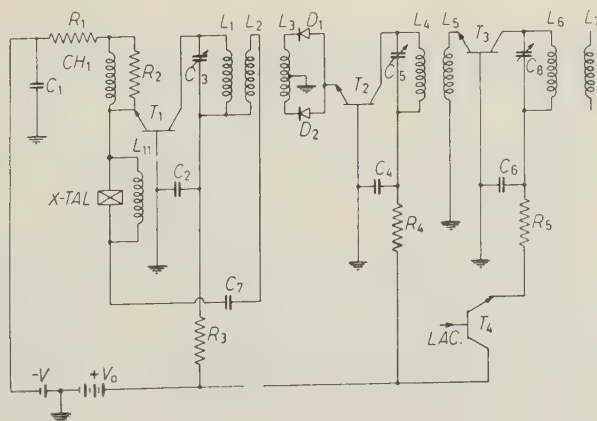 R1 L1 L2 L3 D1 L4 L5 T3 L6
CH1 R2 C3 C5 C8
C1 T1 T2
D2
L11 C2 C4 C6
X-TAL R4 R5
C7
R3 T4
LAC.
-V +Vo